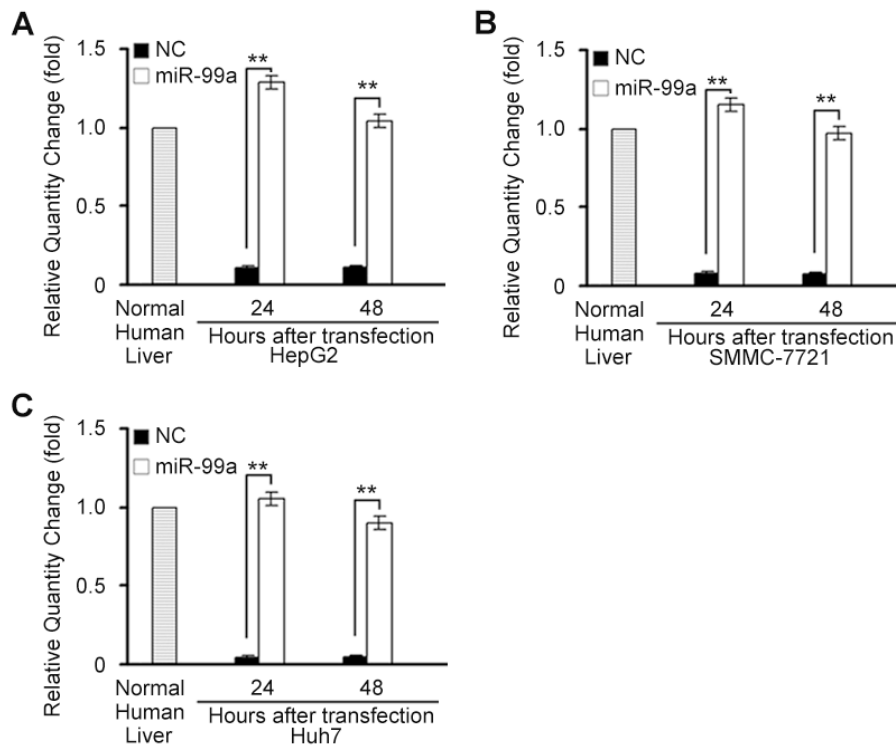 A
Relative Quantity Change (fold)
1.5
1.0
0.5
0
NC
miR-99a
**
**
Normal
Human
Liver
24
48
Hours after transfection
HepG2
B
Relative Quantity Change (fold)
1.5
1.0
0.5
0
NC
miR-99a
**
**
Normal
Human
Liver
24
48
Hours after transfection
SMMC-7721
C
Relative Quantity Change (fold)
1.5
1.0
0.5
0
NC
miR-99a
**
**
Normal
Human
Liver
24
48
Hours after transfection
Huh7